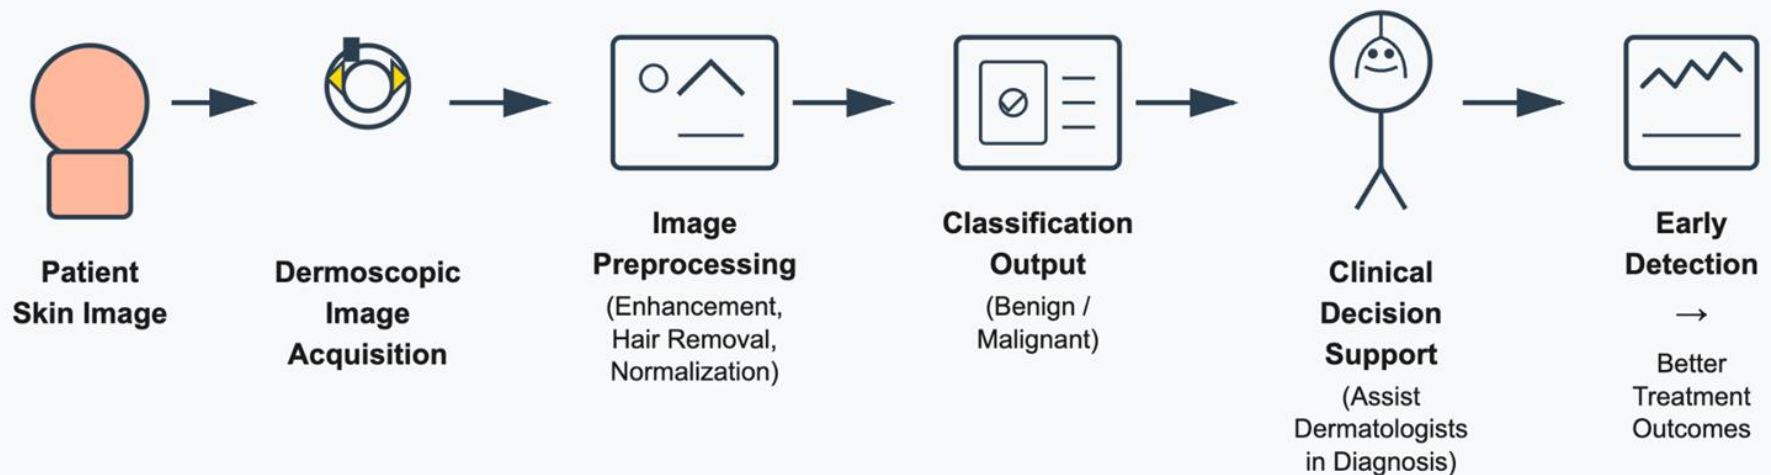 Patient
Skin Image
Dermoscopic
Image
Acquisition
Image
Preprocessing
(Enhancement,
Hair Removal,
Normalization)
Classification
Output
(Benign /
Malignant)
Clinical
Decision
Support
(Assist
Dermatologists
in Diagnosis)
Early
Detection
→
Better
Treatment
Outcomes